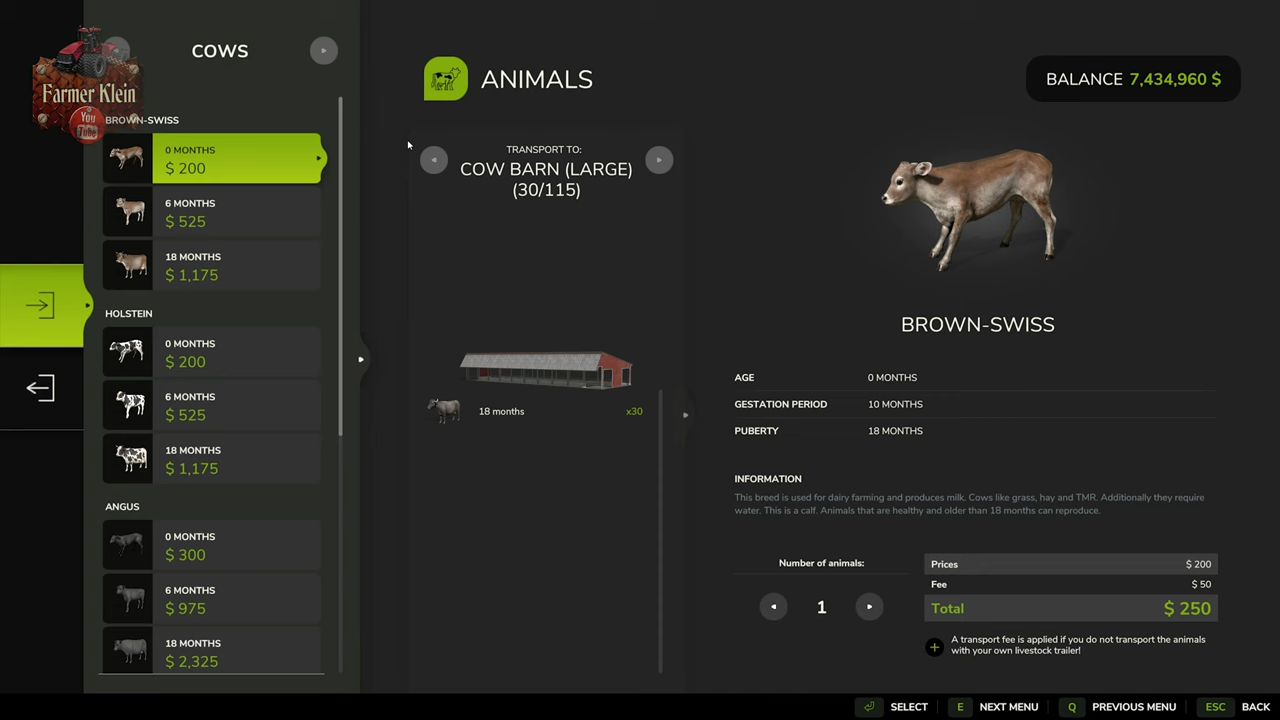 Farmer Klein
You
Tube
COWS
BROWN-SWISS
0 MONTHS
$ 200
6 MONTHS
$ 525
18 MONTHS
$ 1,175
HOLSTEIN
0 MONTHS
$ 200
6 MONTHS
$ 525
18 MONTHS
$ 1,175
ANGUS
0 MONTHS
$ 300
6 MONTHS
$ 975
18 MONTHS
$ 2,325
ANIMALS
BALANCE 7,434,960 $
TRANSPORT TO:
COW BARN (LARGE)
(30/115)
18 months x30
BROWN-SWISS
AGE 0 MONTHS
GESTATION PERIOD 10 MONTHS
PUBERTY 18 MONTHS
INFORMATION
This breed is used for dairy farming and produces milk. Cows like grass, hay and TMR. Additionally they require
water. This is a calf. Animals that are healthy and older than 18 months can reproduce.
Number of animals:
1
Prices $ 200
Fee $ 50
Total $ 250
A transport fee is applied if you do not transport the animals
with your own livestock trailer!
SELECT E NEXT MENU Q PREVIOUS MENU ESC BACK